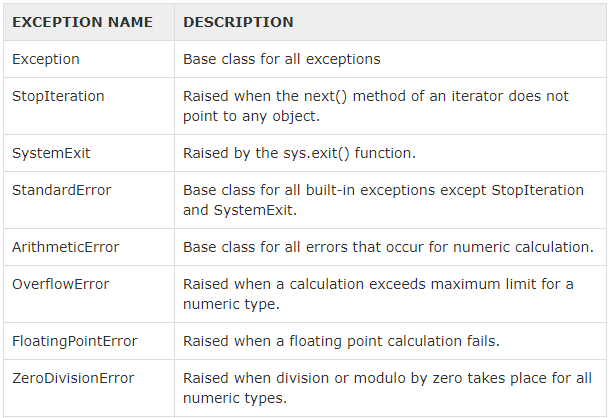 EXCEPTION NAME DESCRIPTION
Exception Base class for all exceptions
StopIteration Raised when the next() method of an iterator does not
point to any object.
SystemExit Raised by the sys.exit() function.
StandardError Base class for all built-in exceptions except StopIteration
and SystemExit.
ArithmeticError Base class for all errors that occur for numeric calculation.
OverflowError Raised when a calculation exceeds maximum limit for a
numeric type.
FloatingPointError Raised when a floating point calculation fails.
ZeroDivisionError Raised when division or modulo by zero takes place for all
numeric types.